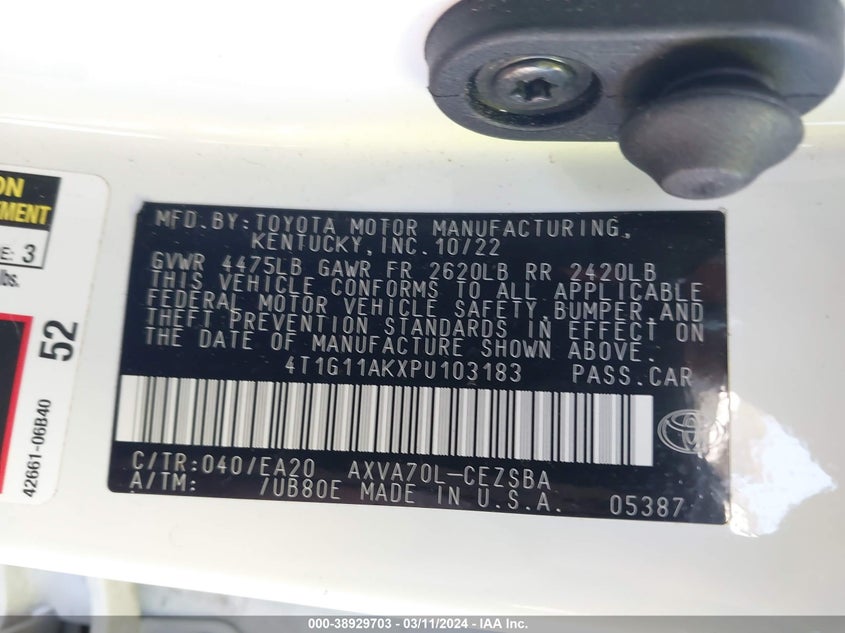 MFD.BY:TOYOTA MOTOR MANUFACTURING,
KENTUCKY,INC.10/22
GVWR 4475LB GAWR FR 2620LB RR 2420LB
THIS VEHICLE CONFORMS TO ALL APPLICABLE
FEDERAL MOTOR VEHICLE SAFETY,BUMPER,AND
THEFT PREVENTION STANDARDS IN EFFECT ON
THE DATE OF MANUFACTURE SHOWN ABOVE.
4T1G11AKXPU103183 PASS.CAR
C/TR:040/EA20 AXVA70L-CEZSBA
A/TM: /UB80E MADE IN U.S.A. 05387
ON
TMENT
E: 3
lbs.
52
42661-06B40
000-38929703 - 03/11/2024 - IAA Inc.